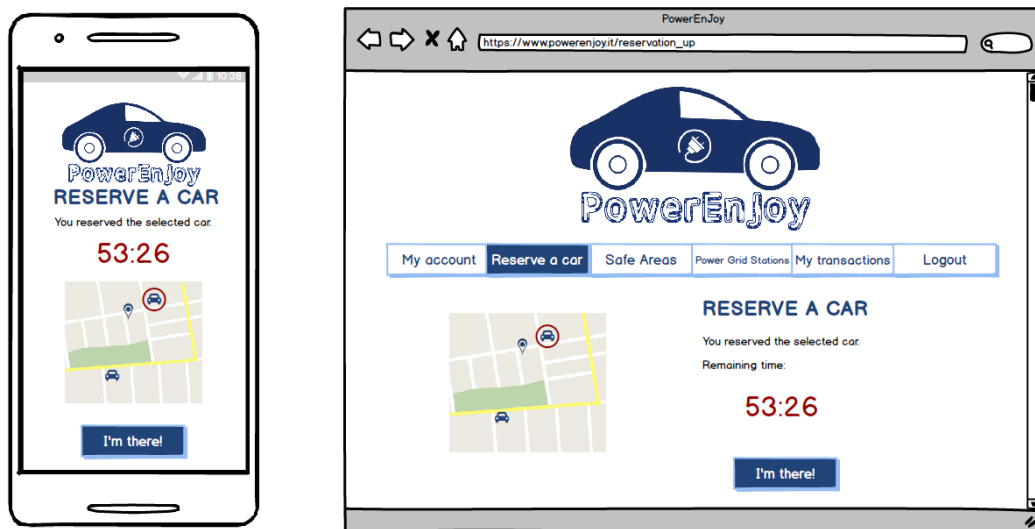 10:38
PowerEnJoy
RESERVE A CAR
You reserved the selected car.
53:26
I'm there!
PowerEnJoy
https://www.powerenjoy.it/reservation_up
PowerEnJoy
My account Reserve a car Safe Areas Power Grid Stations My transactions Logout
RESERVE A CAR
You reserved the selected car.
Remaining time:
53:26
I'm there!